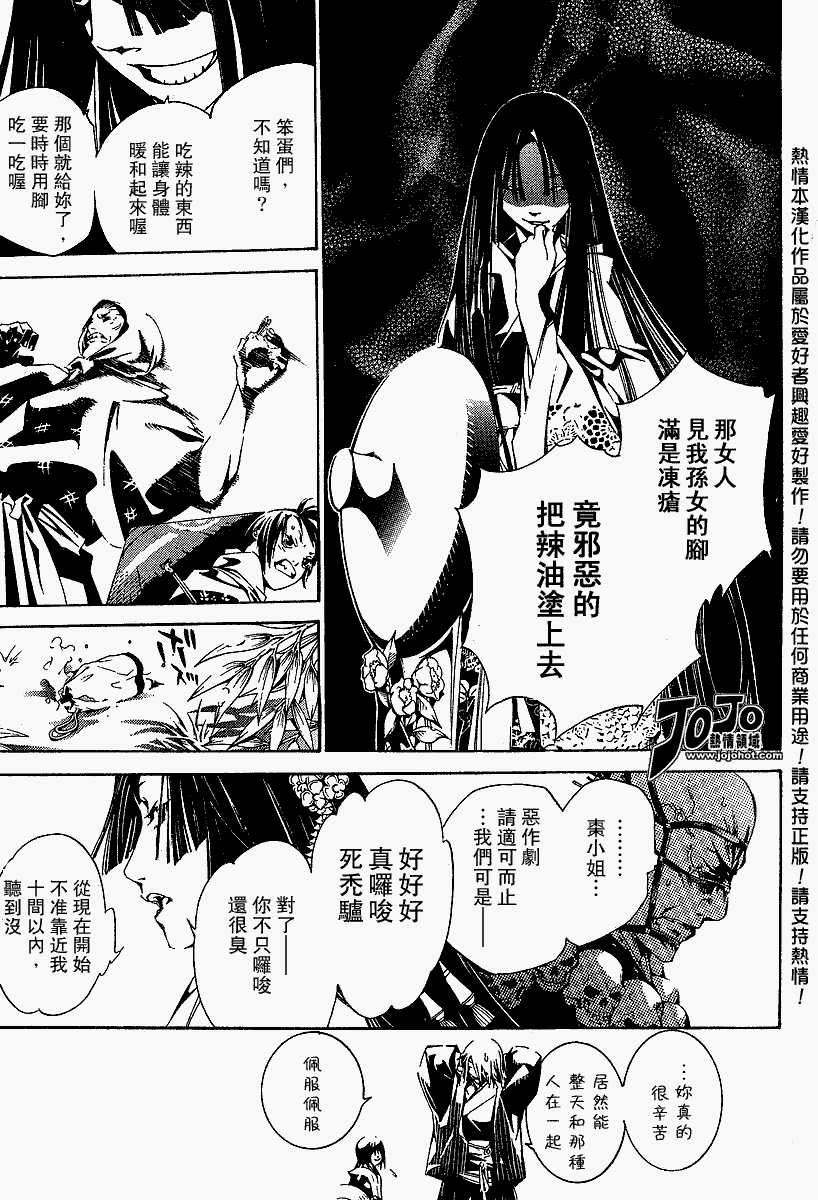 那女人
見我孫女的腳
滿是凍瘡
竟邪惡的
把辣油塗上去
笨蛋們，
不知道嗎？
吃辣的東西
能讓身體
暖和起來喔
那個就給妳了，
要時時用腳
吃一吃喔
………
棗小姐…
惡作劇
請適可而止
…我們可是——
好好好
真囉唆
死禿驢
對了——
你不只囉唆
還很臭
從現在開始
不准靠近我
十間以內，
聽到沒
…妳真的
很辛苦
居然能
整天和那種
人在一起
佩服佩服
熱情本漢化作品屬於愛好者興趣愛好製作！請勿要用於任何商業用途！請支持正版！請支持熱情！
JOJO
熱情領域
www.jojohot.com